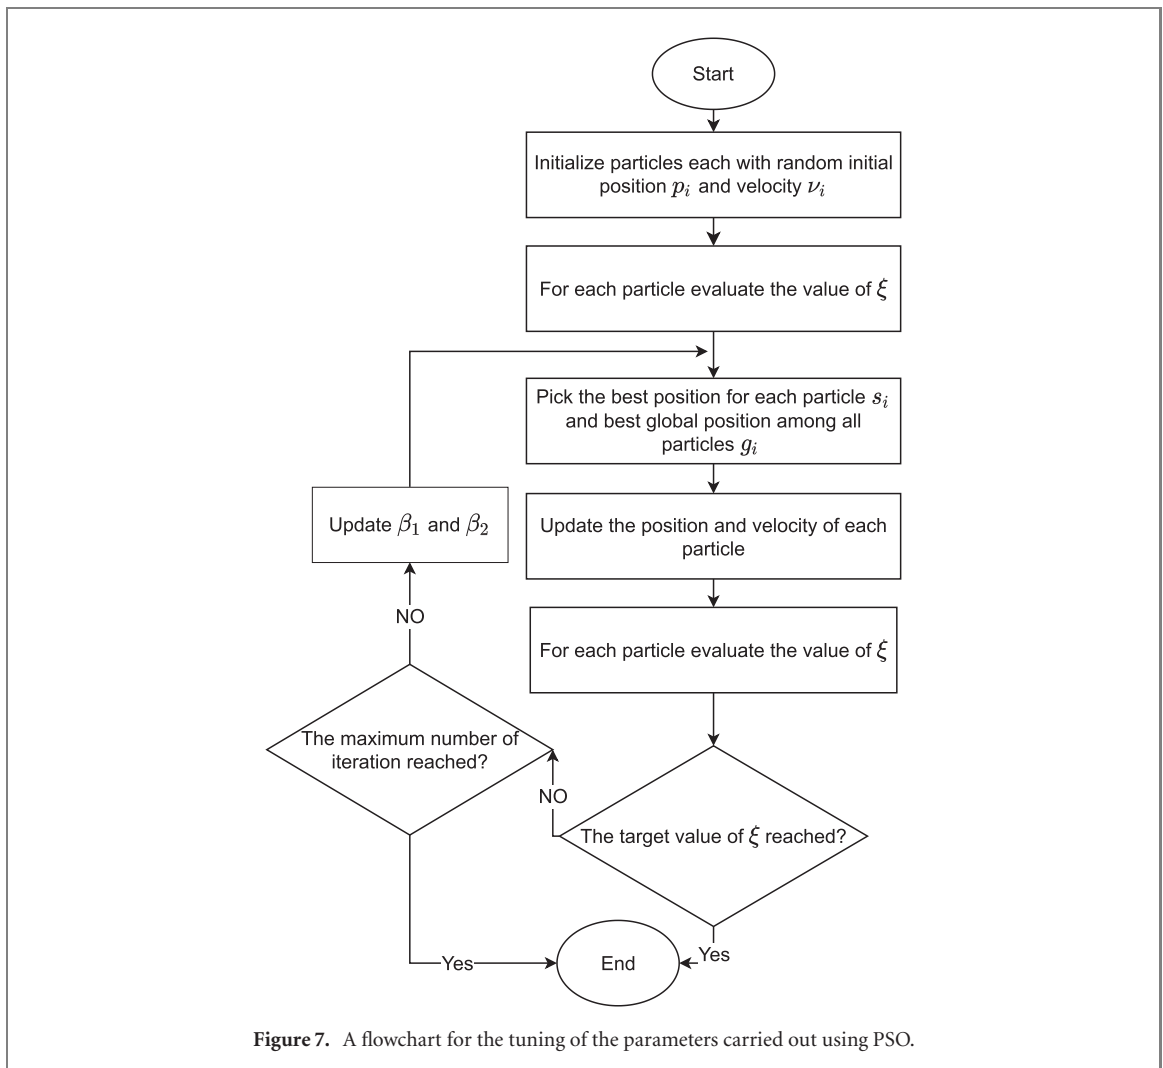 Start
Initialize particles each with random initial
position pᵢ and velocity νᵢ
For each particle evaluate the value of ξ
Pick the best position for each particle sᵢ
and best global position among all
particles gᵢ
Update β₁ and β₂
Update the position and velocity of each
particle
NO
For each particle evaluate the value of ξ
The maximum number of
iteration reached?
NO
The target value of ξ reached?
Yes
Yes
End
Figure 7. A flowchart for the tuning of the parameters carried out using PSO.